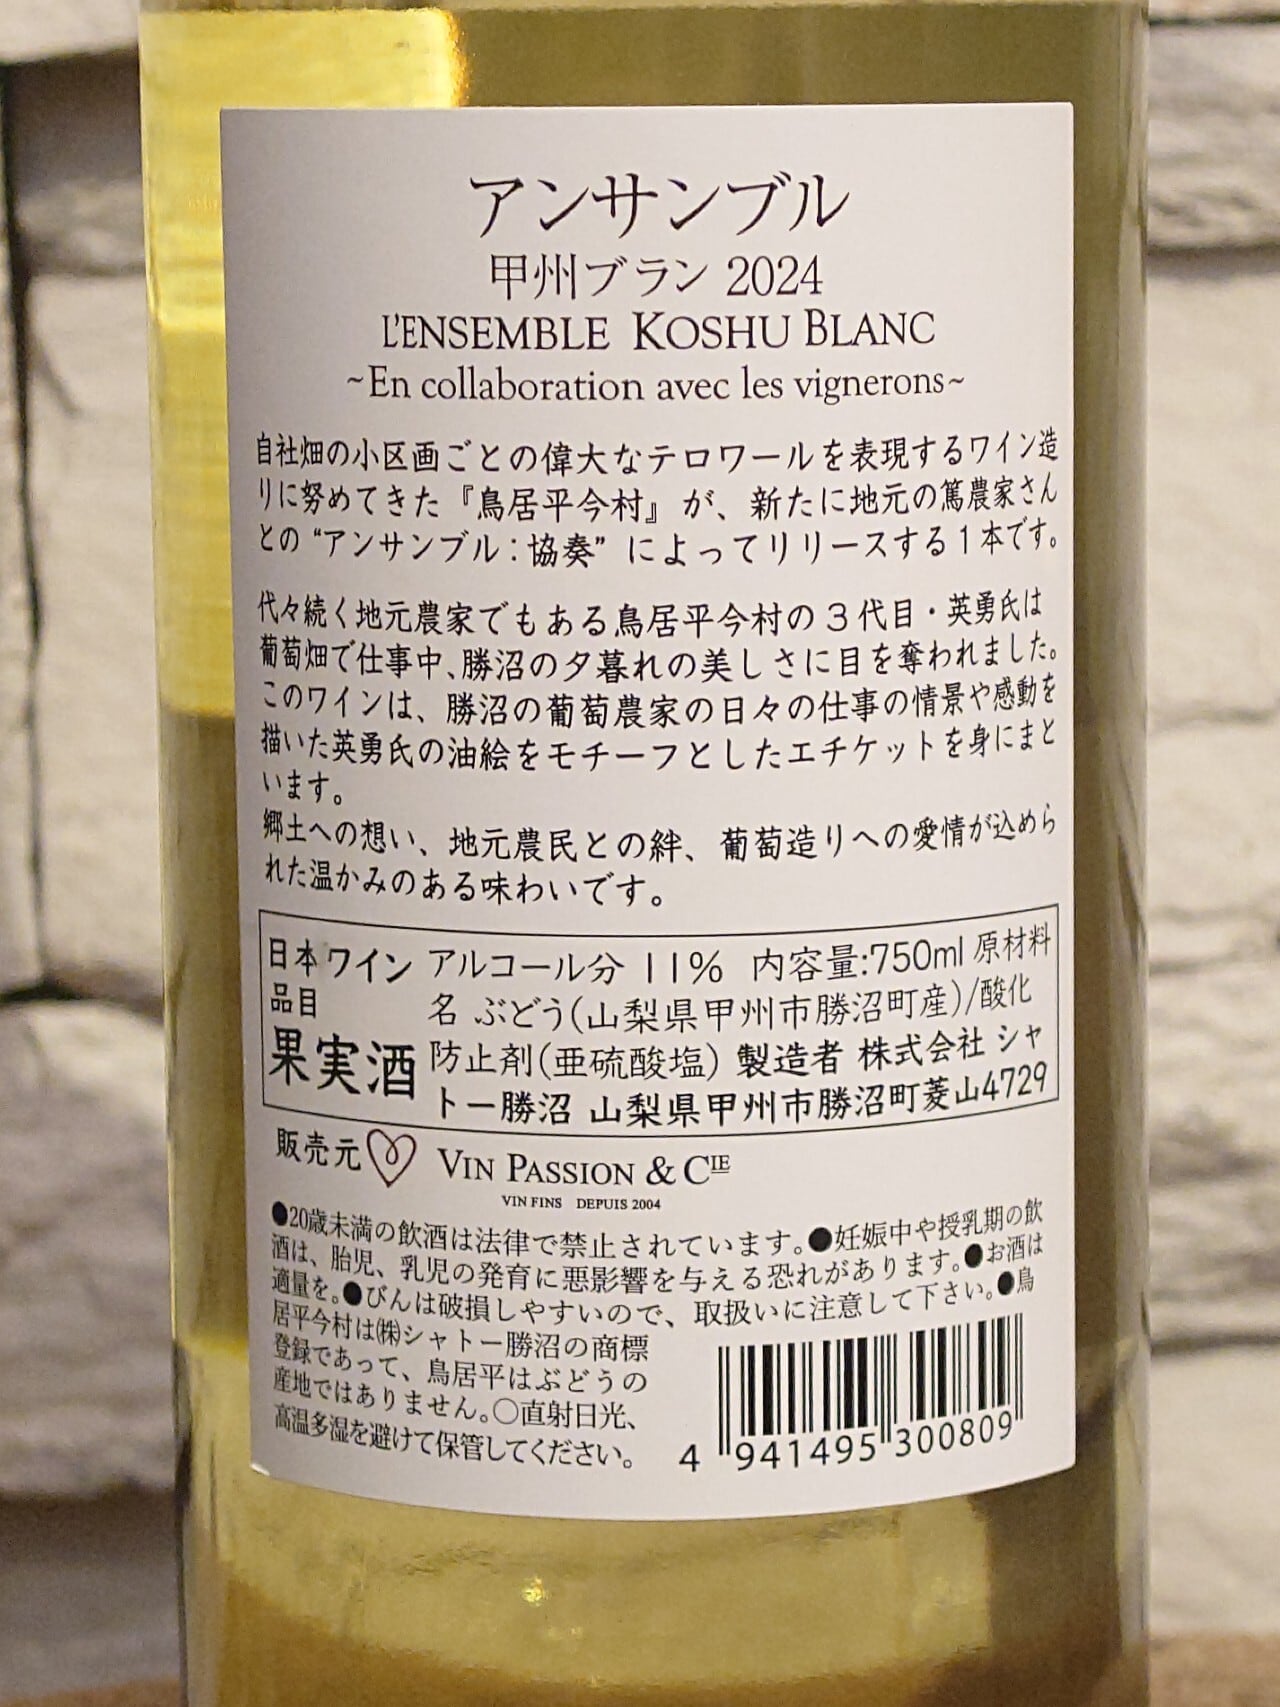 アンサンブル
甲州ブラン 2024
L'ENSEMBLE KOSHU BLANC
~En collaboration avec les vignerons~
自社畑の小区画ごとの偉大なテロワールを表現するワイン造
りに努めてきた『鳥居平今村』が、新たに地元の篤農家さん
との“アンサンブル：協奏”によってリリースする1本です。
代々続く地元農家でもある鳥居平今村の3代目・英勇氏は
葡萄畑で仕事中、勝沼の夕暮れの美しさに目を奪われました。
このワインは、勝沼の葡萄農家の日々の仕事の情景や感動を
描いた英勇氏の油絵をモチーフとしたエチケットを身にまと
います。
郷土への想い、地元農民との絆、葡萄造りへの愛情が込めら
れた温かみのある味わいです。
日本ワイン アルコール分 11% 内容量:750ml 原材料
品目 名 ぶどう(山梨県甲州市勝沼町産)/酸化
果実酒 防止剤(亜硫酸塩) 製造者 株式会社 シャ
トー勝沼 山梨県甲州市勝沼町菱山4729
販売元 VIN PASSION & CIE
VIN FINS DEPUIS 2004
●20歳未満の飲酒は法律で禁止されています。●妊娠中や授乳期の飲
酒は、胎児、乳児の発育に悪影響を与える恐れがあります。●お酒は
適量を。●びんは破損しやすいので、取扱いに注意して下さい。●鳥
居平今村は㈱シャトー勝沼の商標
登録であって、鳥居平はぶどうの
産地ではありません。○直射日光、
高温多湿を避けて保管してください。
4 941495 300809